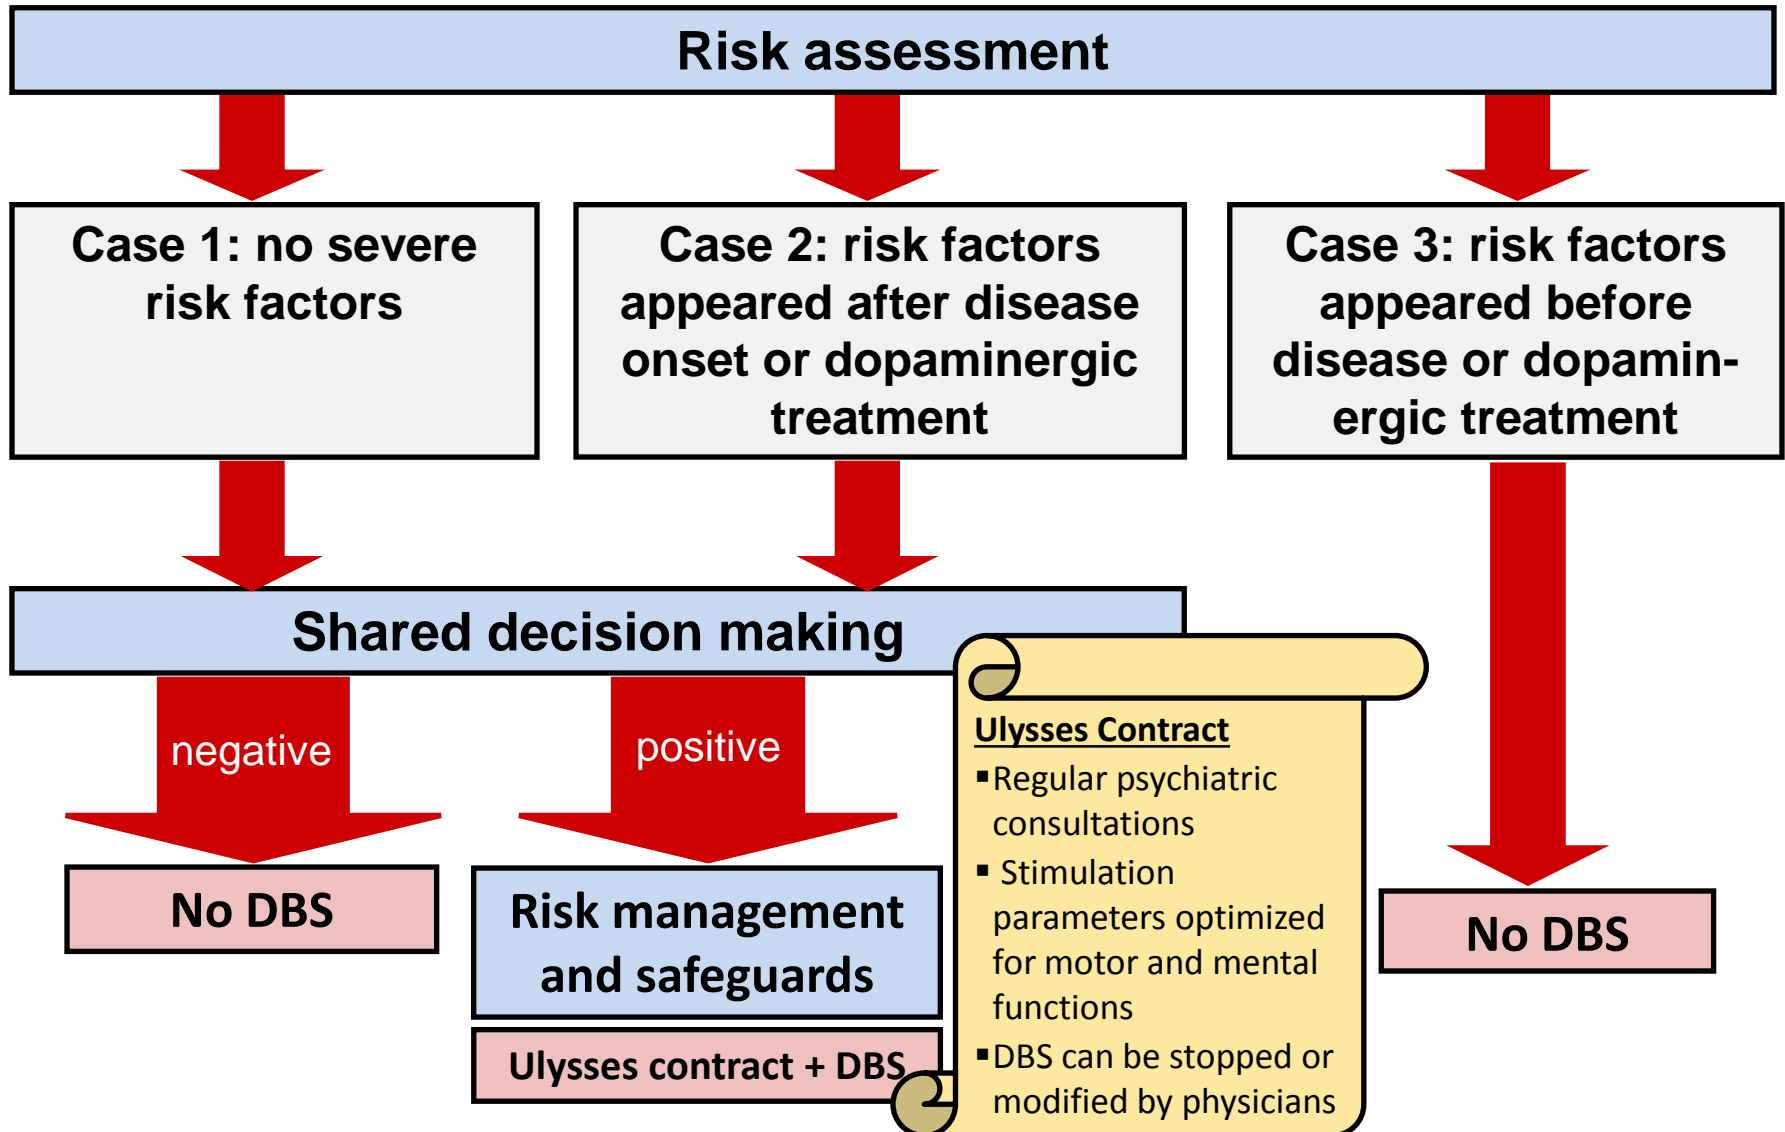 Risk assessment
Case 1: no severe
risk factors
Case 2: risk factors
appeared after disease
onset or dopaminergic
treatment
Case 3: risk factors
appeared before
disease or dopamin-
ergic treatment
Shared decision making
negative
positive
No DBS
Risk management
and safeguards
Ulysses contract + DBS
Ulysses Contract
▪Regular psychiatric
consultations
▪ Stimulation
parameters optimized
for motor and mental
functions
▪DBS can be stopped or
modified by physicians
No DBS